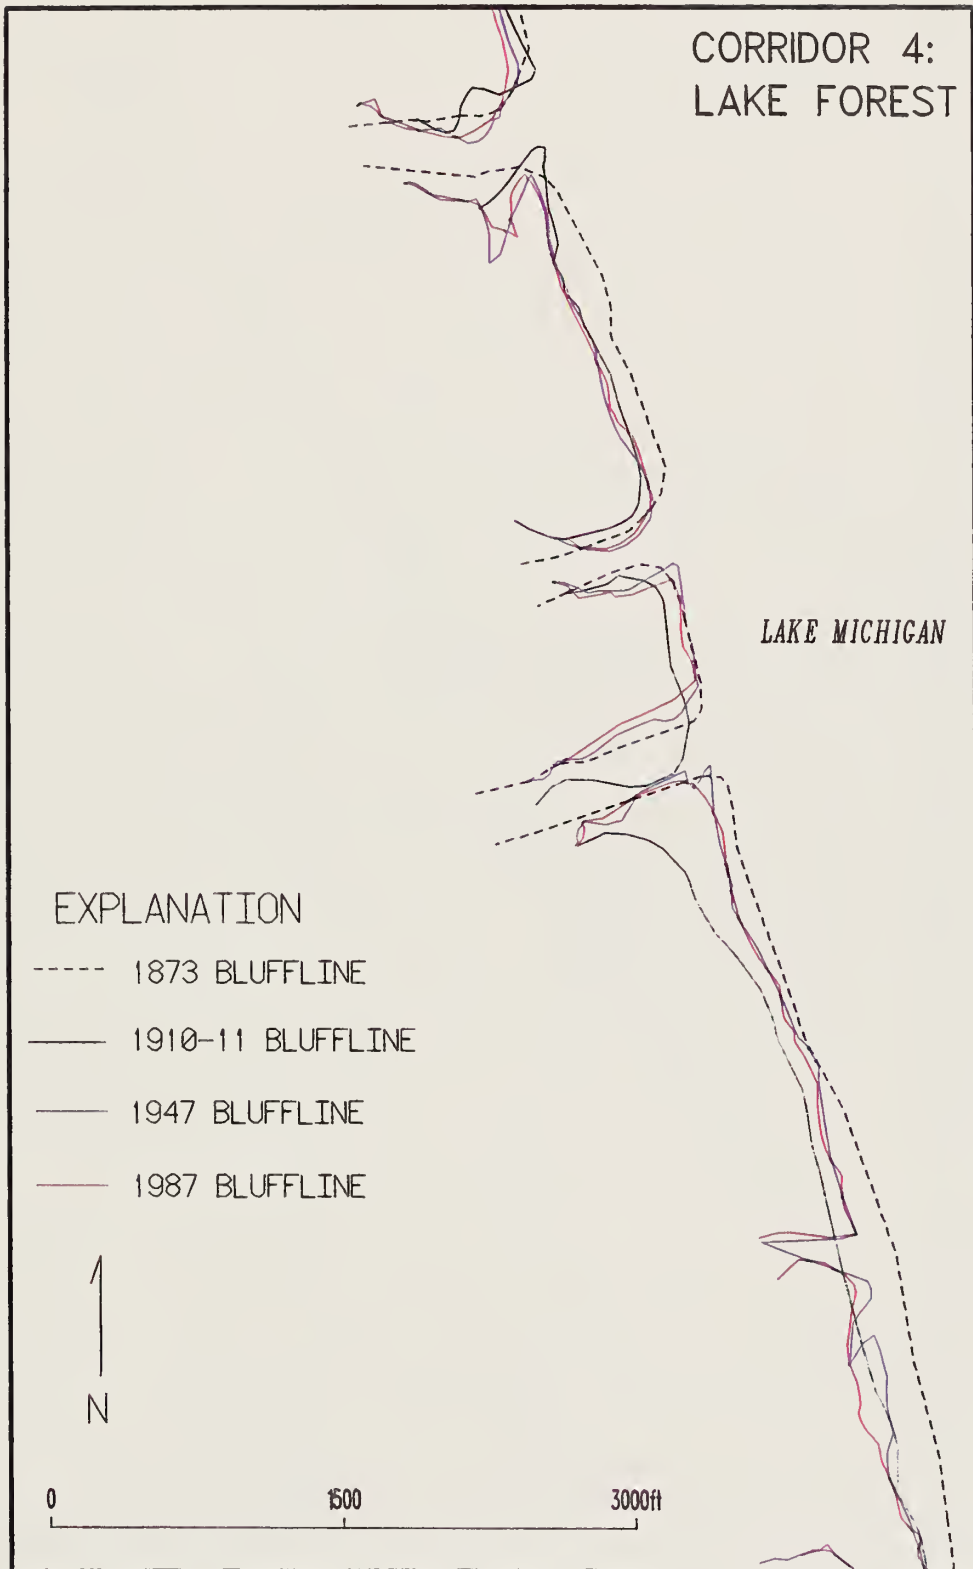 CORRIDOR 4:
LAKE FOREST
LAKE MICHIGAN
EXPLANATION
1873 BLUFFLINE
1910-11 BLUFFLINE
1947 BLUFFLINE
1987 BLUFFLINE
N
0 1500 3000ft